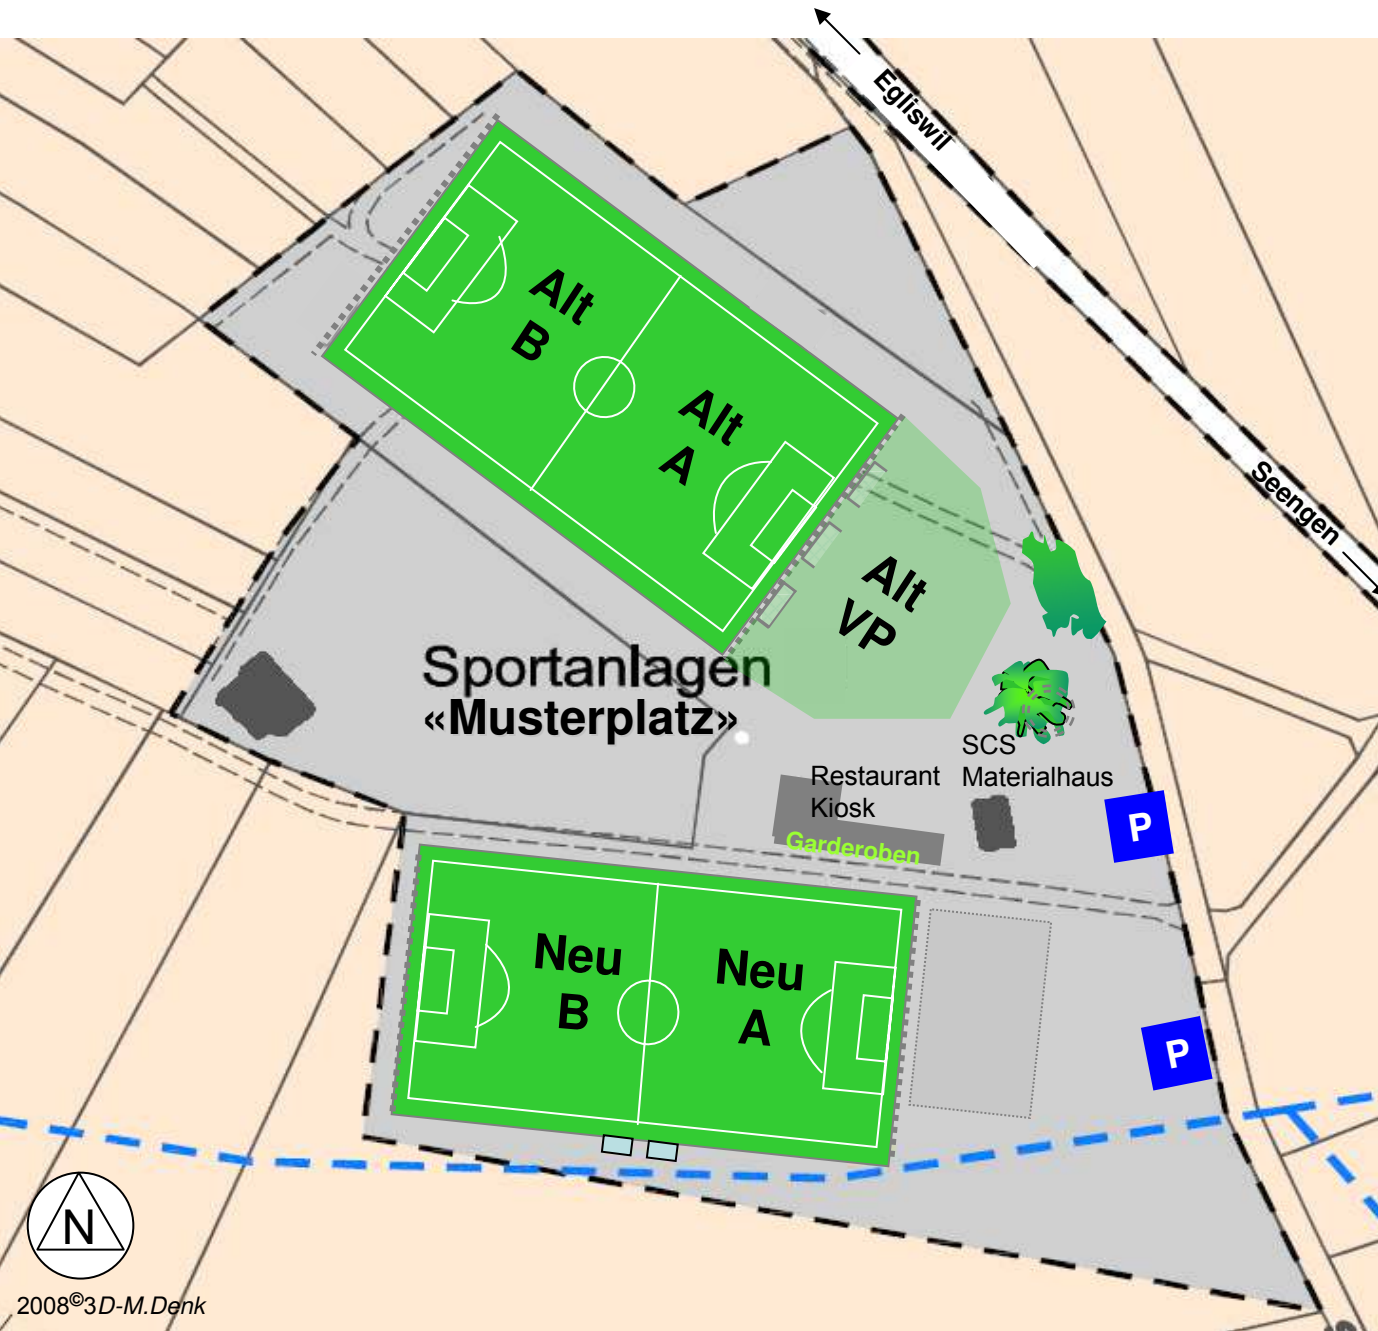 Egliswil
Seengen
Alt
B
Alt
A
Alt
VP
Sportanlagen
«Musterplatz»
SCS
Materialhaus
Restaurant
Kiosk
Garderoben
P
Neu
B
Neu
A
P
N
2008©3D-M.Denk